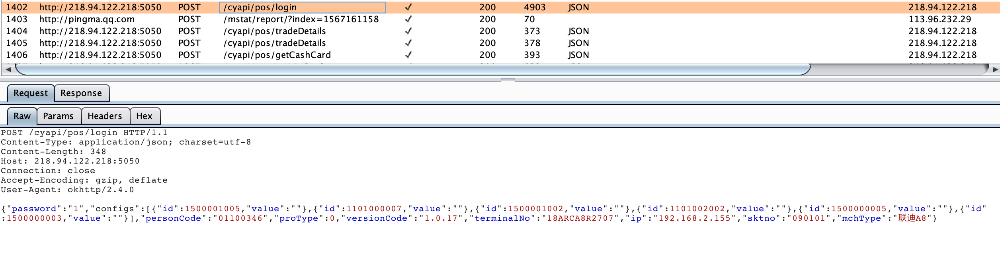 1402 http://218.94.122.218:5050 POST /cyapi/pos/login ✓ 200 4903 JSON 218.94.122.218
1403 http://pingma.qq.com POST /mstat/report/?index=1567161158 ✓ 200 70 113.96.232.29
1404 http://218.94.122.218:5050 POST /cyapi/pos/tradeDetails ✓ 200 373 JSON 218.94.122.218
1405 http://218.94.122.218:5050 POST /cyapi/pos/tradeDetails ✓ 200 378 JSON 218.94.122.218
1406 http://218.94.122.218:5050 POST /cyapi/pos/getCashCard ✓ 200 393 JSON 218.94.122.218
Request Response
Raw Params Headers Hex
POST /cyapi/pos/login HTTP/1.1
Content-Type: application/json; charset=utf-8
Content-Length: 348
Host: 218.94.122.218:5050
Connection: close
Accept-Encoding: gzip, deflate
User-Agent: okhttp/2.4.0
{"password":"1","configs":[{"id":1500001005,"value":""},{"id":1101000007,"value":""},{"id":1500001002,"value":""},{"id":1101002002,"value":""},{"id":1500000005,"value":""},{"id"
:1500000003,"value":""}],"personCode":"01100346","proType":0,"versionCode":"1.0.17","terminalNo":"18ARCA8R2707","ip":"192.168.2.155","sktno":"090101","mchType":"联迪A8"}